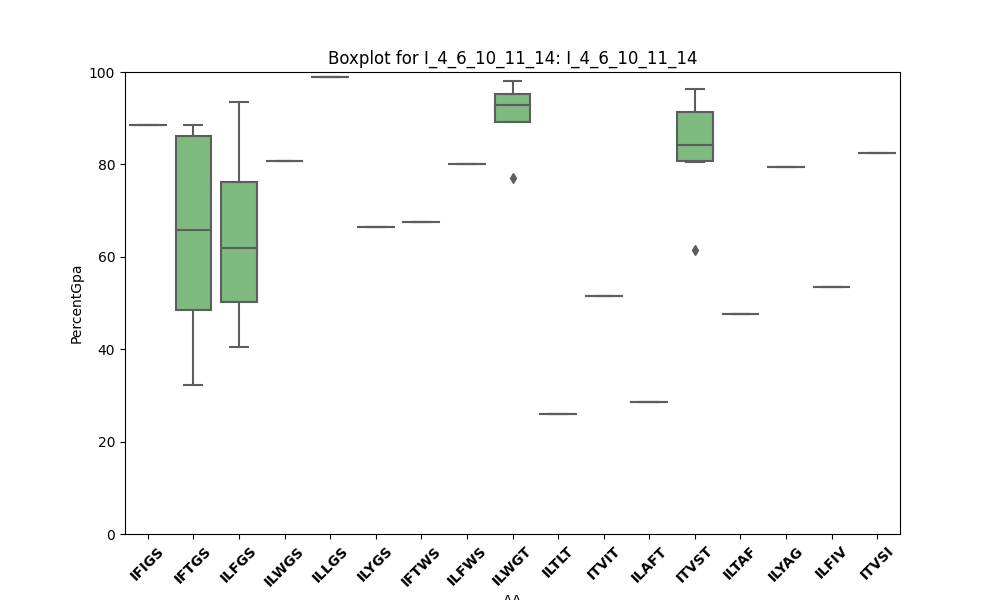 Boxplot for I_4_6_10_11_14: I_4_6_10_11_14
PercentGpa
100
80
60
40
20
0
IFIGS
IFTGS
ILFGS
ILWGS
ILLGS
ILYGS
IFTWS
ILFWS
ILWGT
ILTLT
ITVIT
ILAFT
ITVST
ILTAF
ILYAG
ILFIV
ITVSI
AA